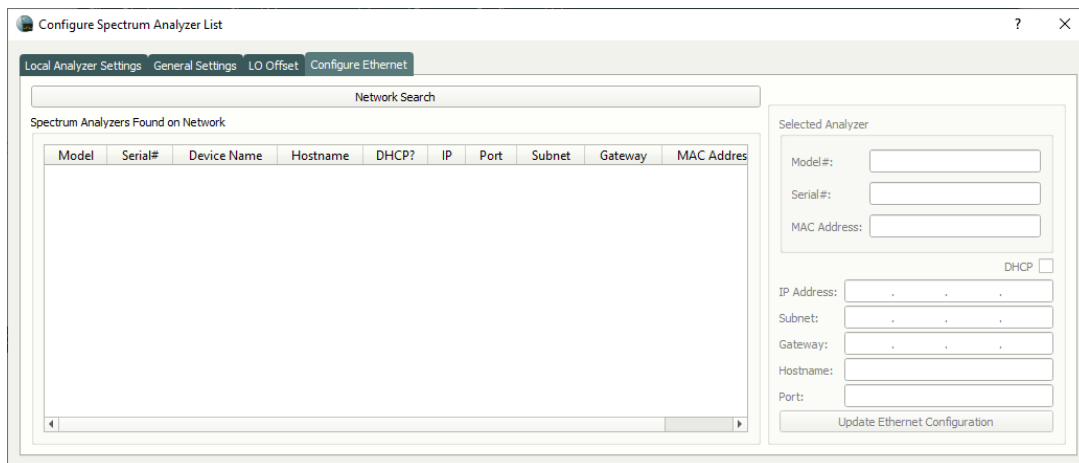 Configure Spectrum Analyzer List
?
Local Analyzer Settings General Settings LO Offset Configure Ethernet
Network Search
Spectrum Analyzers Found on Network
Model Serial# Device Name Hostname DHCP? IP Port Subnet Gateway MAC Addres
Selected Analyzer
Model#:
Serial#:
MAC Address:
DHCP
IP Address: . . .
Subnet: . . .
Gateway: . . .
Hostname:
Port:
Update Ethernet Configuration